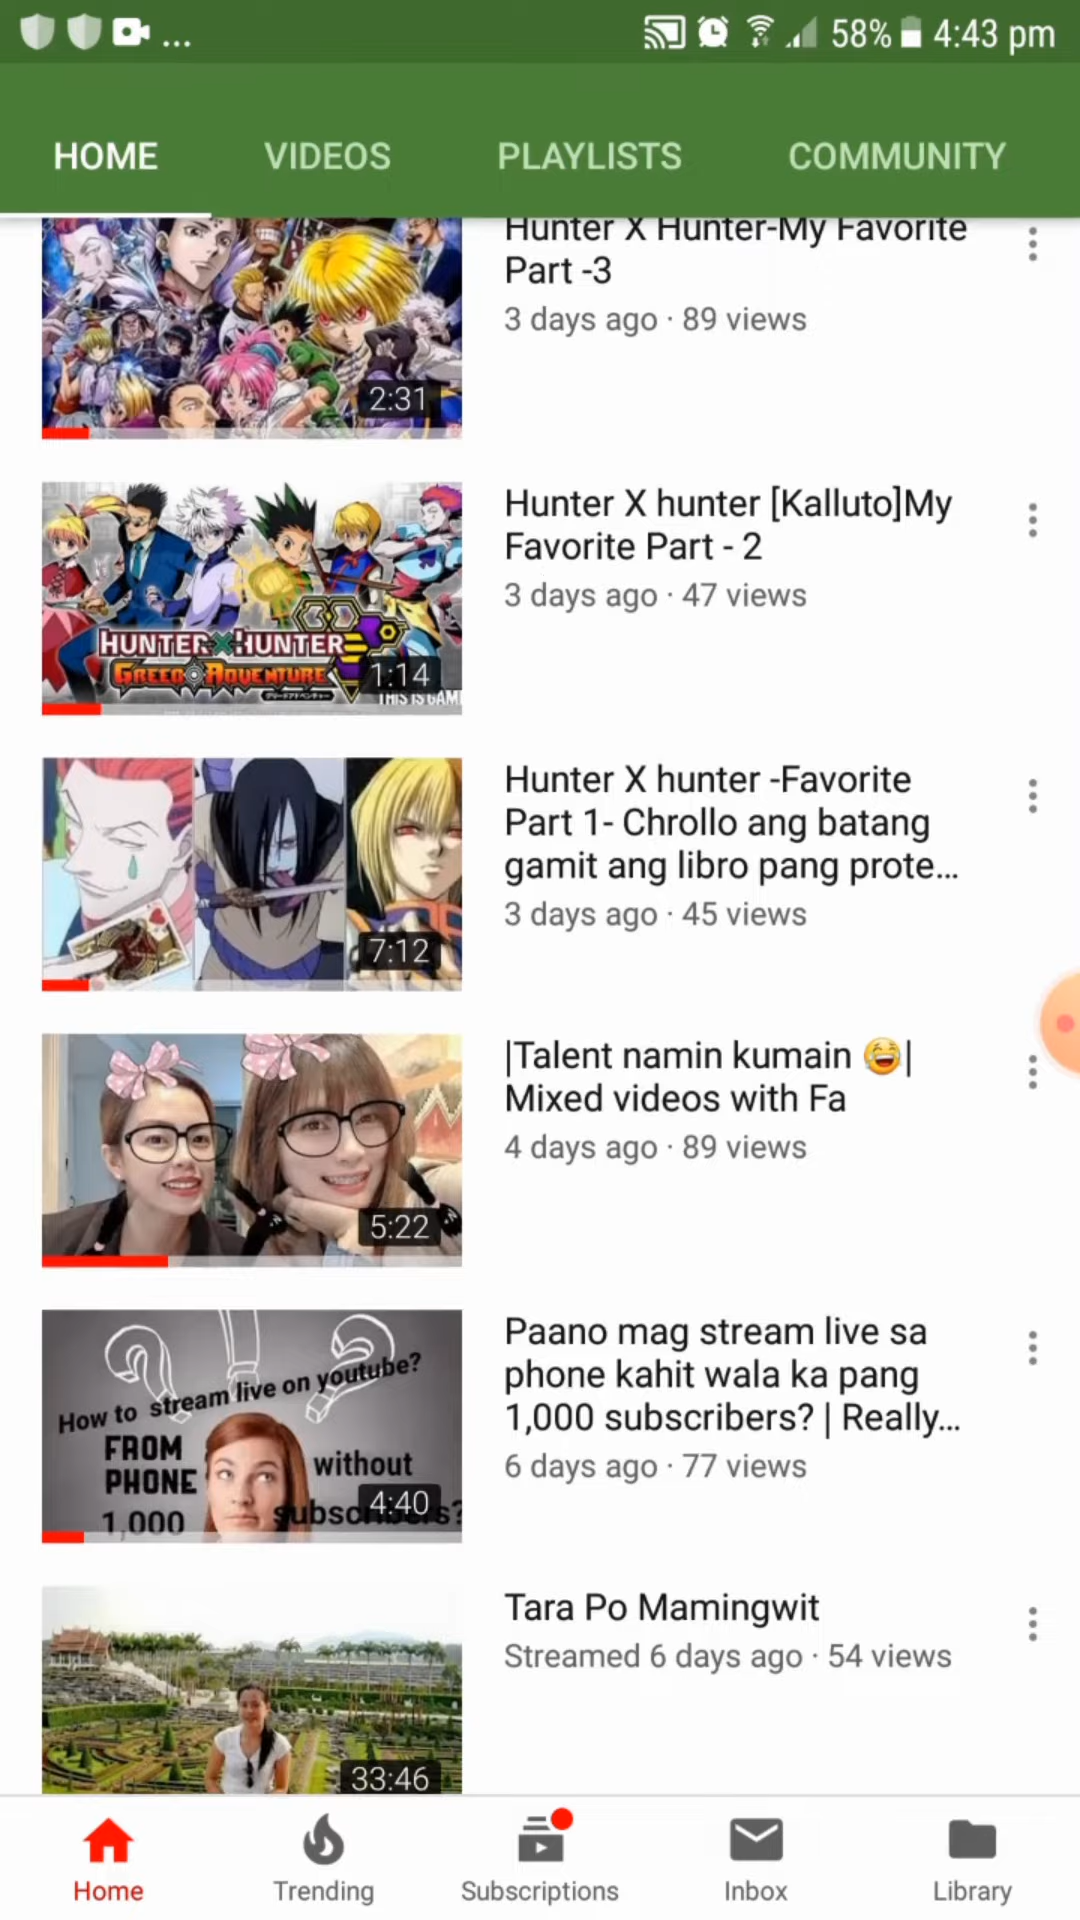 ...
58%
4:43 pm
HOME
VIDEOS
PLAYLISTS
COMMUNITY
Hunter X Hunter-My Favorite
Part -3
3 days ago · 89 views
2:31
Hunter X hunter [Kalluto]My
Favorite Part - 2
3 days ago · 47 views
HUNTER X HUNTER
GREED ADVENTURE
1:14
THIS IS GAM
Hunter X hunter -Favorite
Part 1- Chrollo ang batang
gamit ang libro pang prote...
3 days ago · 45 views
7:12
|Talent namin kumain 😂|
Mixed videos with Fa
4 days ago · 89 views
5:22
Paano mag stream live sa
phone kahit wala ka pang
1,000 subscribers? | Really...
6 days ago · 77 views
How to stream live on youtube?
FROM
PHONE
without
1,000
subscribers?
4:40
Tara Po Mamingwit
Streamed 6 days ago · 54 views
33:46
Home
Trending
Subscriptions
Inbox
Library